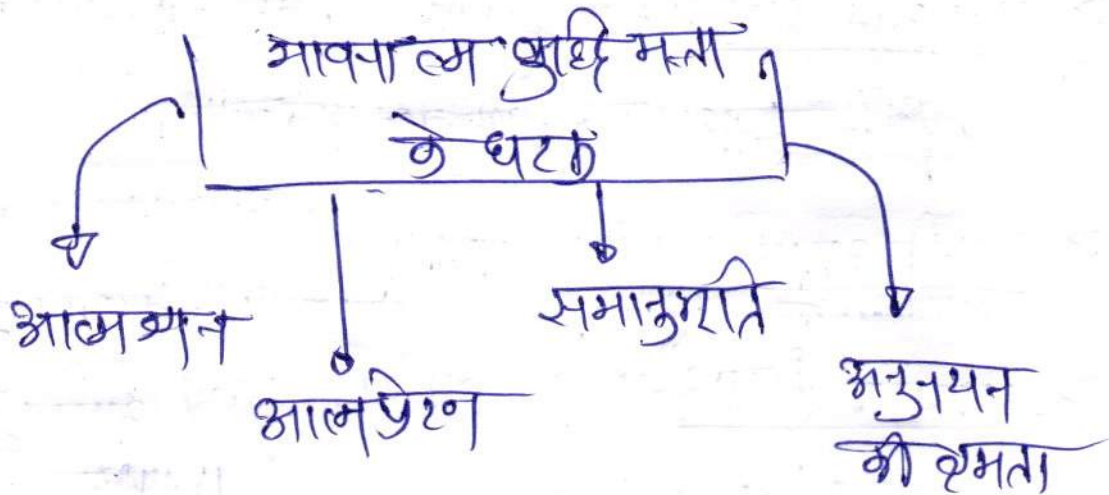 भावनात्म बुद्धिमत्ता
के घटक
आत्मज्ञान
आत्मप्रेरण
समानुभूति
अनुनयन
की क्षमता